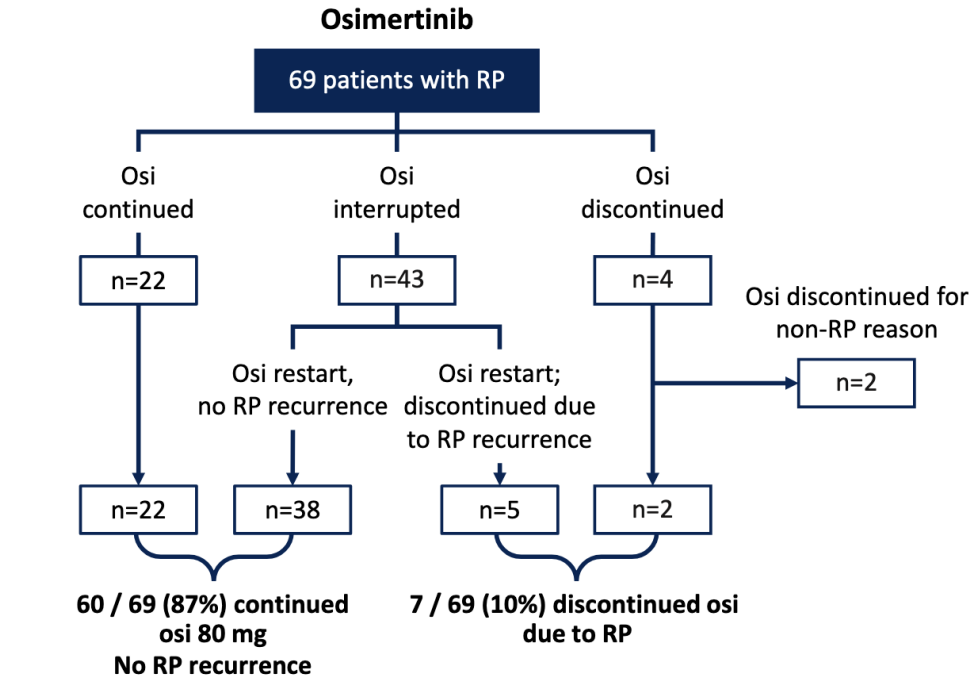 Osimertinib
69 patients with RP
Osi
continued
Osi
interrupted
Osi
discontinued
n=22
n=43
n=4
Osi discontinued for
non-RP reason
n=2
Osi restart,
no RP recurrence
Osi restart;
discontinued due
to RP recurrence
n=22
n=38
n=5
n=2
60 / 69 (87%) continued
osi 80 mg
No RP recurrence
7 / 69 (10%) discontinued osi
due to RP